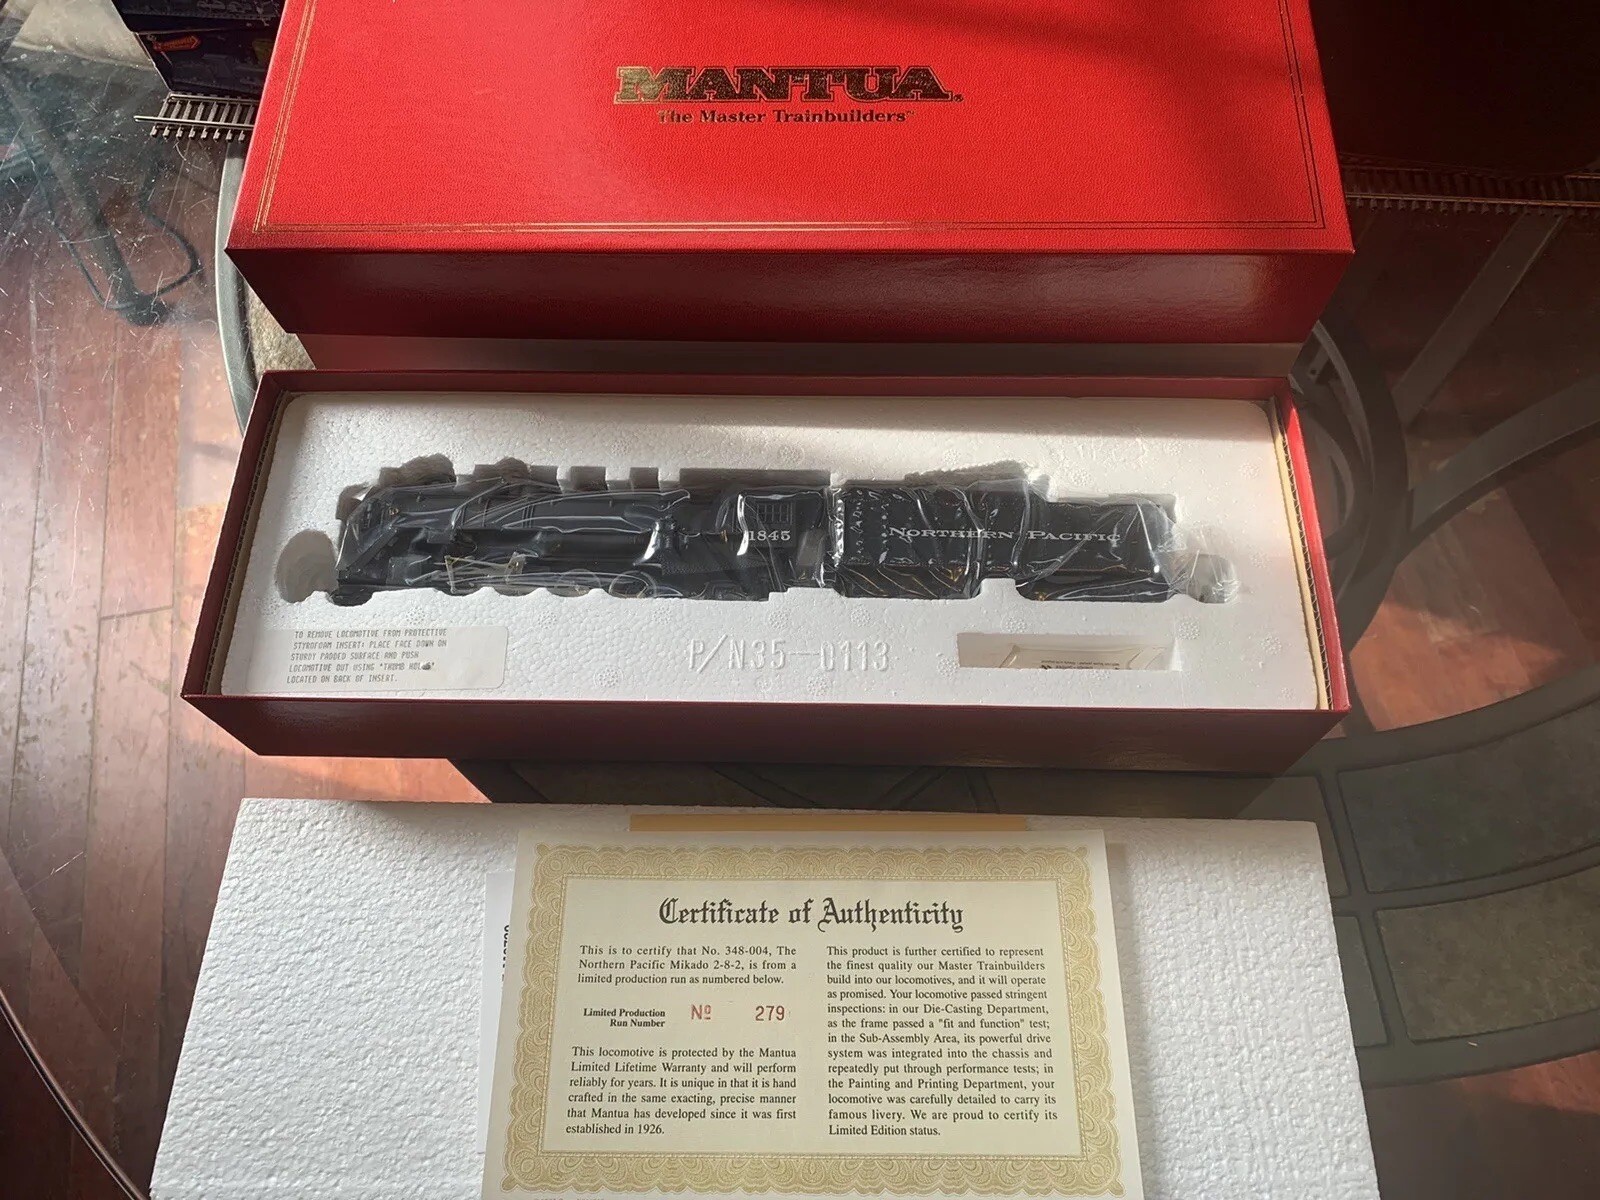 MANTUA®
The Master Trainbuilders™
1845
NORTHERN PACIFIC
TO REMOVE LOCOMOTIVE FROM PROTECTIVE
STYROFOAM INSERT: PLACE FACE DOWN ON
STURDY PADDED SURFACE AND PUSH
LOCOMOTIVE OUT USING "THUMB
LOCATED ON BACK OF INSERT.
P/N35-0113
Certificate of Authenticity
This is to certify that No. 348-004, The
Northern Pacific Mikado 2-8-2, is from a
limited production run as numbered below.
Limited Production
Run Number
Nº 279
This locomotive is protected by the Mantua
Limited Lifetime Warranty and will perform
reliably for years. It is unique in that it is hand
crafted in the same exacting, precise manner
that Mantua has developed since it was first
established in 1926.
This product is further certified to represent
the finest quality our Master Trainbuilders
build into our locomotives, and it will operate
as promised. Your locomotive passed stringent
inspections: in our Die-Casting Department,
as the frame passed a "fit and function" test;
in the Sub-Assembly Area, its powerful drive
system was integrated into the chassis and
repeatedly put through performance tests; in
the Painting and Printing Department, your
locomotive was carefully detailed to carry its
famous livery. We are proud to certify its
Limited Edition status.